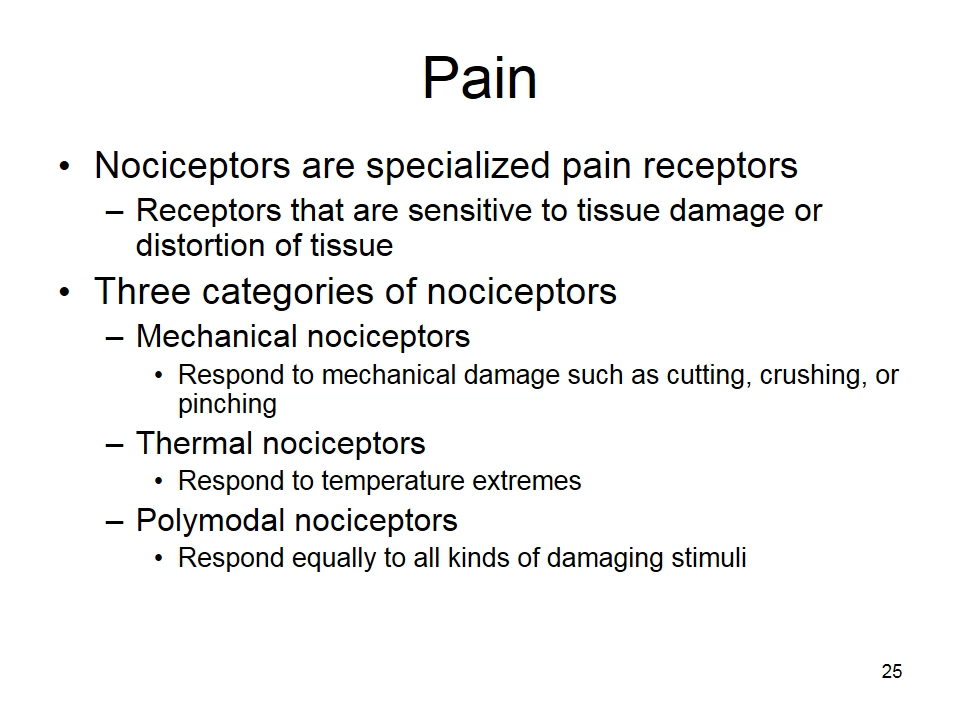 Pain
• Nociceptors are specialized pain receptors
– Receptors that are sensitive to tissue damage or
distortion of tissue
• Three categories of nociceptors
– Mechanical nociceptors
• Respond to mechanical damage such as cutting, crushing, or
pinching
– Thermal nociceptors
• Respond to temperature extremes
– Polymodal nociceptors
• Respond equally to all kinds of damaging stimuli
25